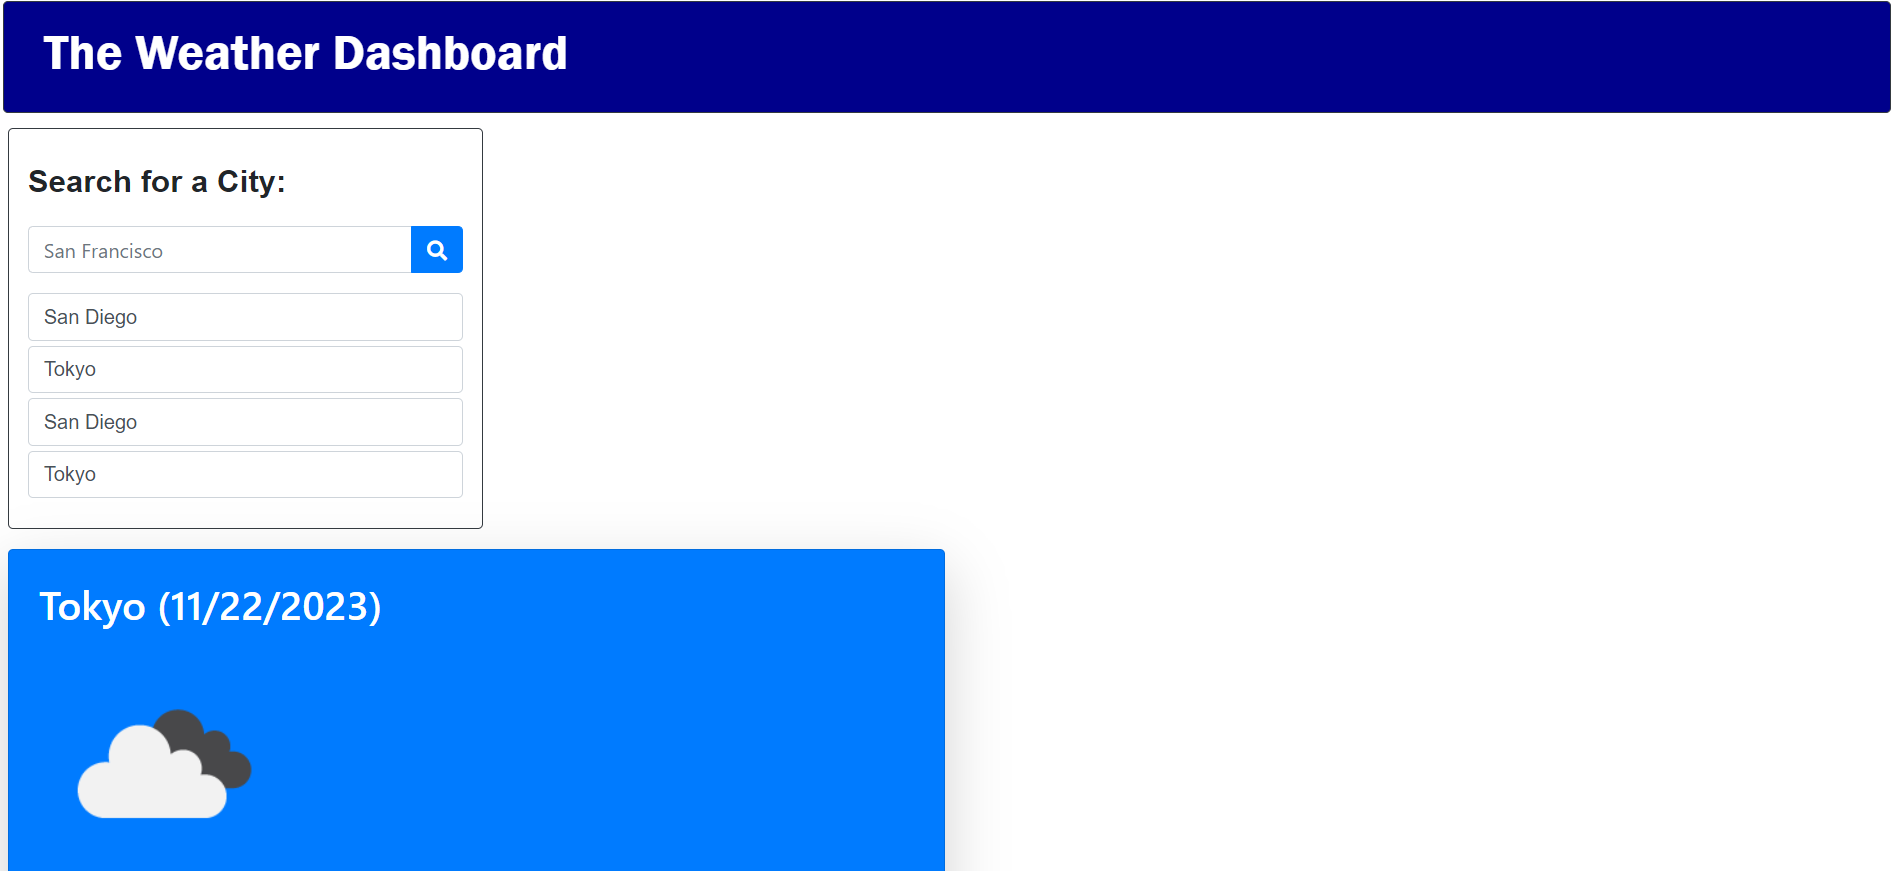 The Weather Dashboard
Search for a City:
San Francisco
San Diego
Tokyo
San Diego
Tokyo
Tokyo (11/22/2023)